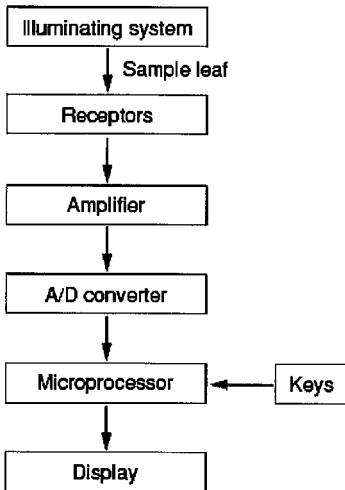 Illuminating system
Sample leaf
Receptors
Amplifier
A/D converter
Microprocessor
Keys
Display